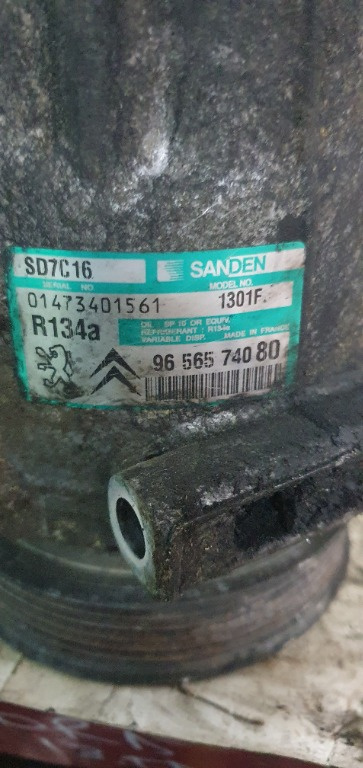 SD7C16
SANDEN
SERIAL NO
MODEL NO.
01473401561
1301F.
R134a
OIL SP 10 OR EQUIV.
REFRIGERANT : R134a
VARIABLE DISP. MADE IN FRANCE
96 565 740 80